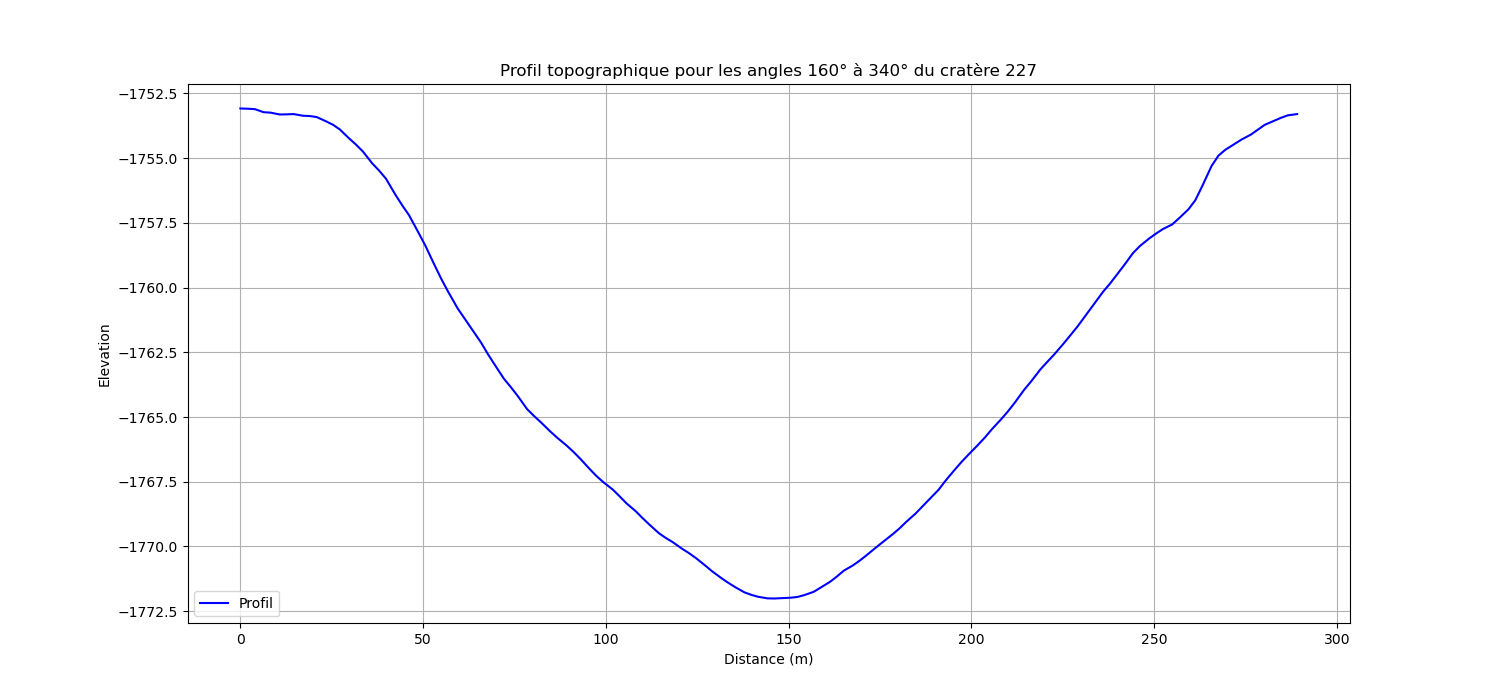 Profil topographique pour les angles 160° à 340° du cratère 227
−1752.5
−1755.0
−1757.5
−1760.0
−1762.5
−1765.0
−1767.5
−1770.0
−1772.5
Elevation
Profil
0 50 100 150 200 250 300
Distance (m)